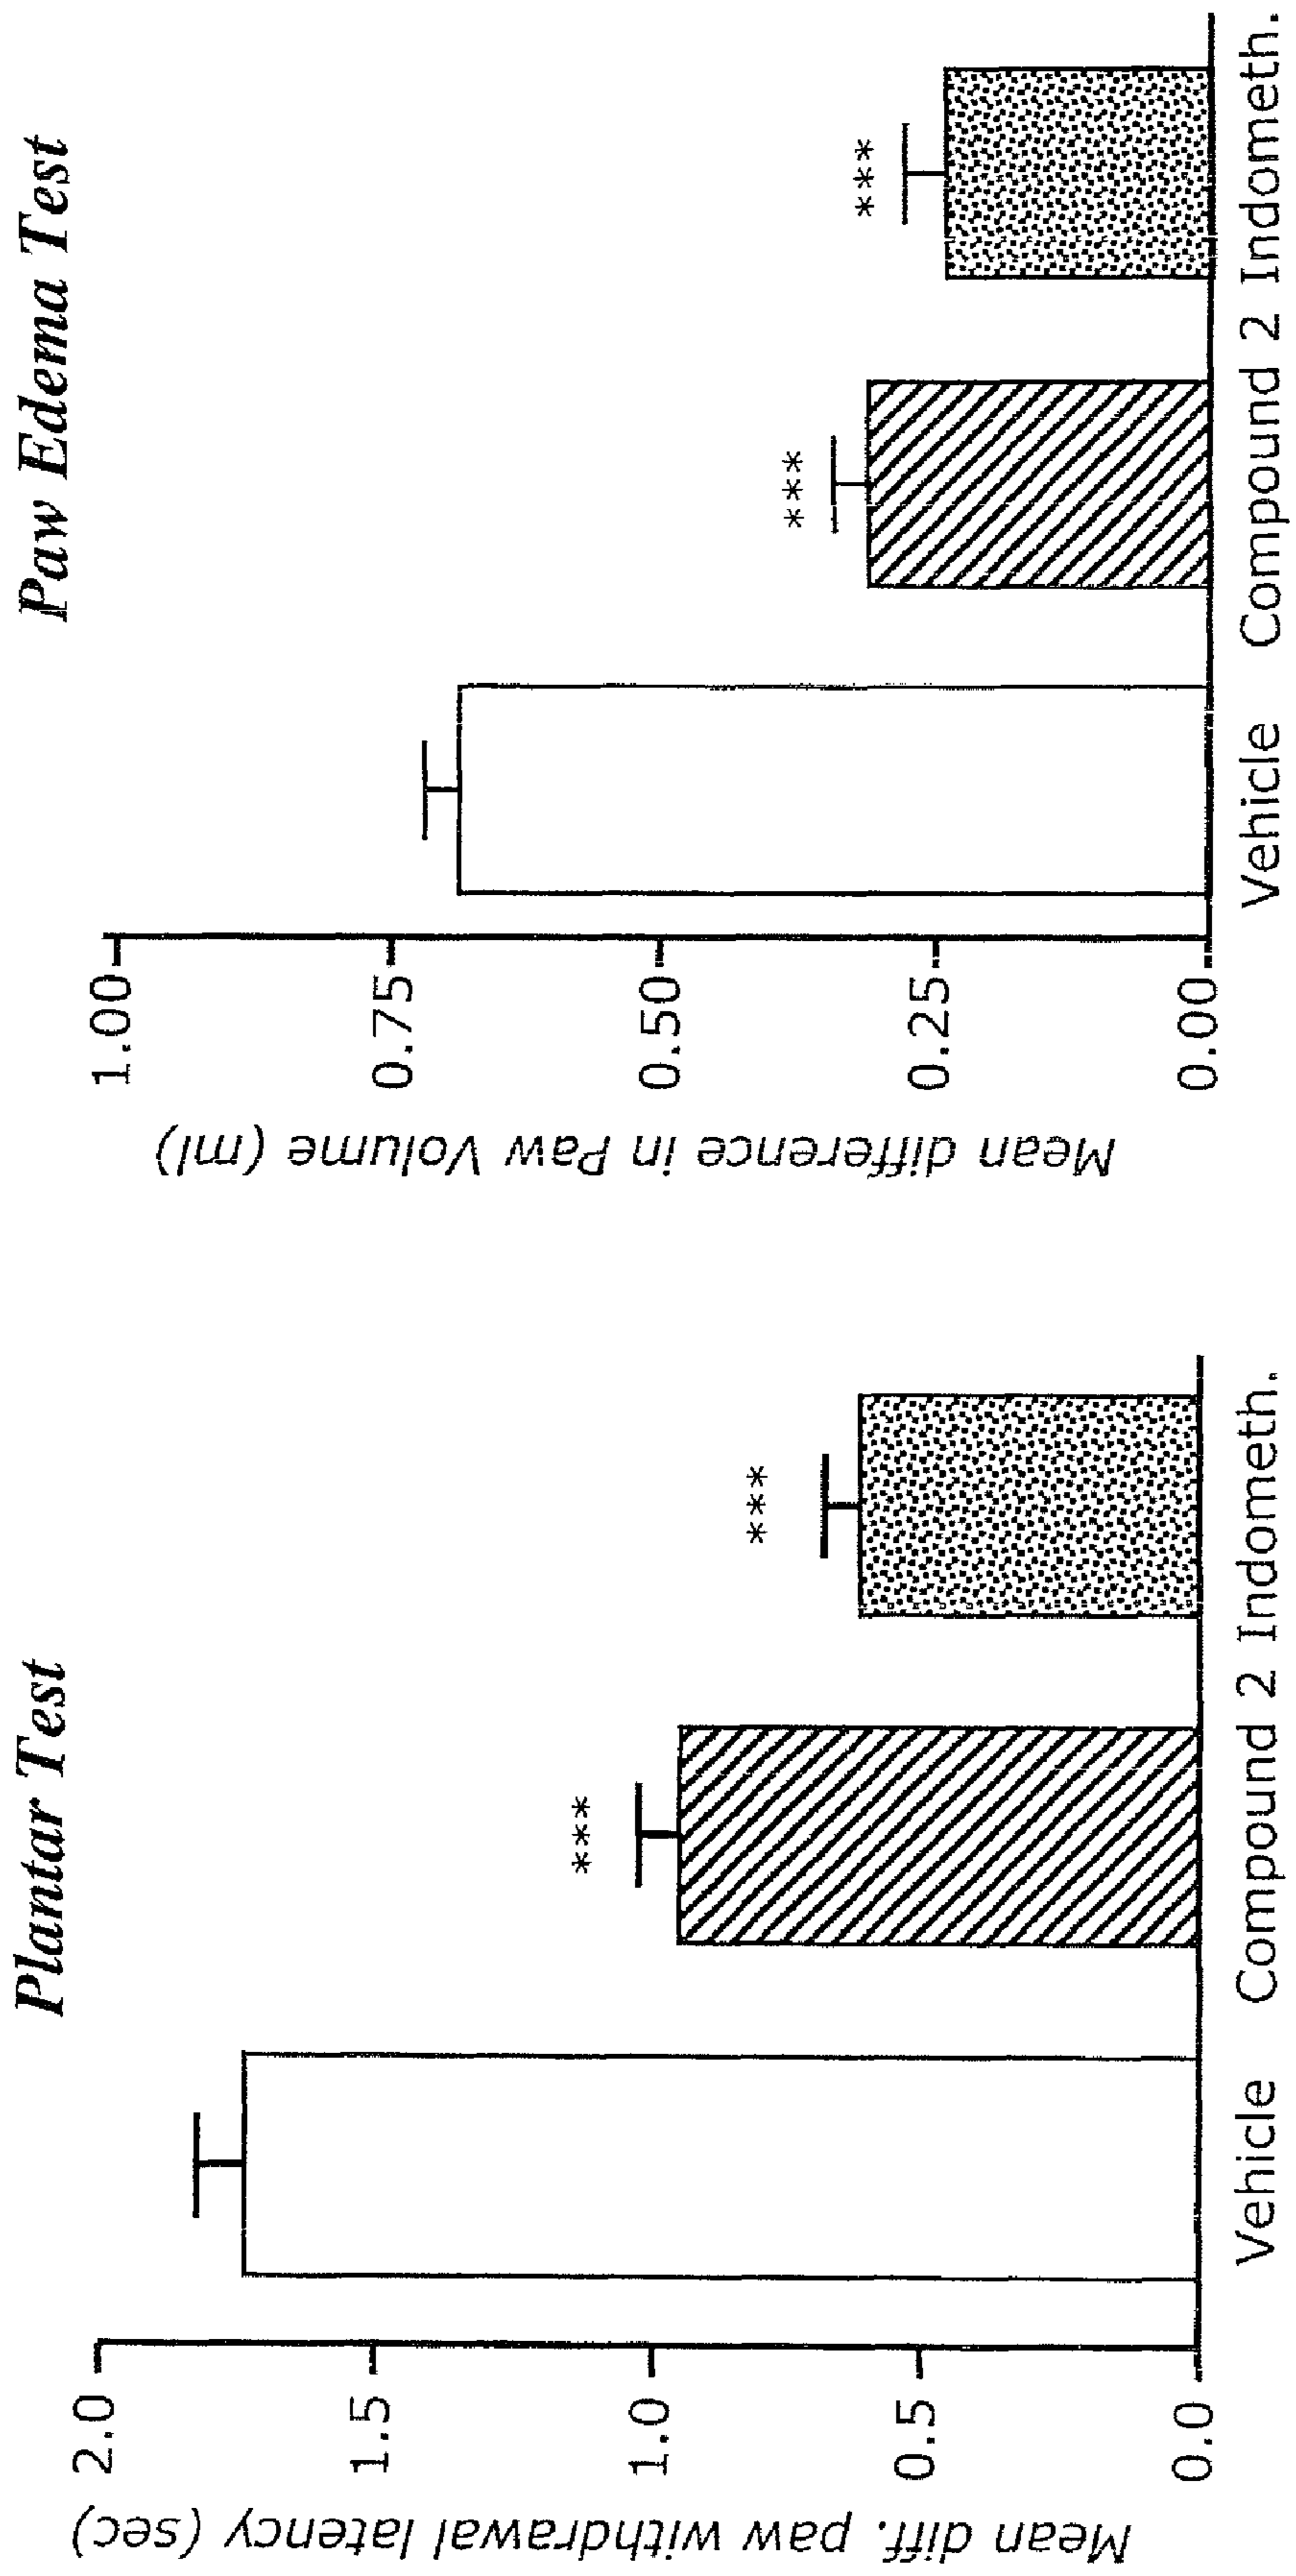 Plantar Test
Mean diff. paw withdrawal latency (sec)
2.0
1.5
1.0
0.5
0.0
***
***
Vehicle Compound 2 Indometh.
Paw Edema Test
Mean difference in Paw Volume (ml)
1.00
0.75
0.50
0.25
0.00
***
***
Vehicle Compound 2 Indometh.